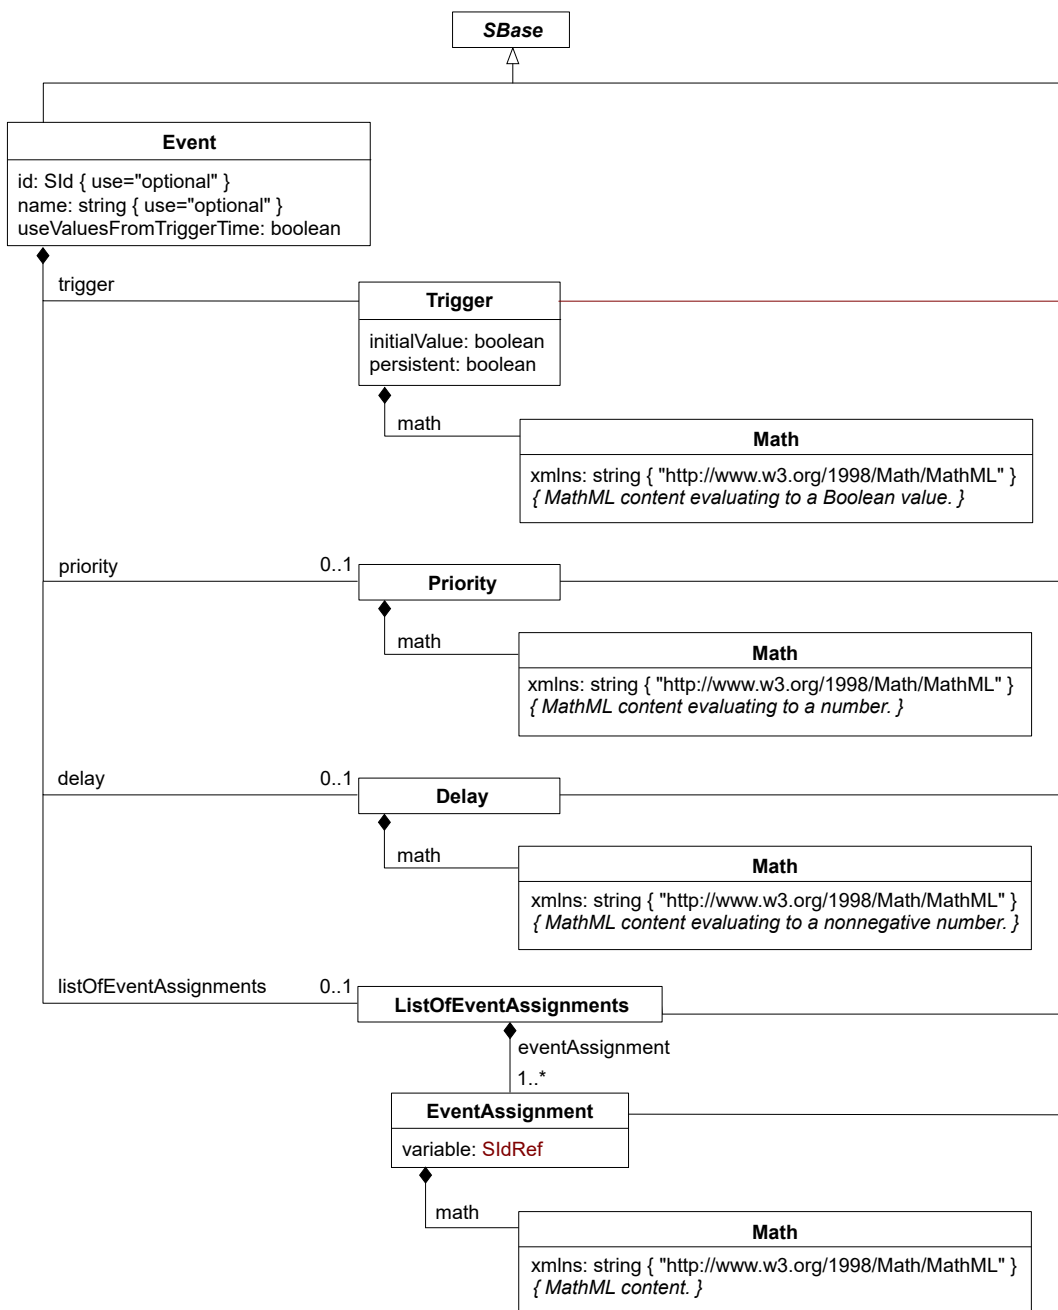 SBase
Event
id: SId { use="optional" }
name: string { use="optional" }
useValuesFromTriggerTime: boolean
trigger
Trigger
initialValue: boolean
persistent: boolean
math
Math
xmlns: string { "http://www.w3.org/1998/Math/MathML" }
{ MathML content evaluating to a Boolean value. }
priority
0..1
Priority
math
Math
xmlns: string { "http://www.w3.org/1998/Math/MathML" }
{ MathML content evaluating to a number. }
delay
0..1
Delay
math
Math
xmlns: string { "http://www.w3.org/1998/Math/MathML" }
{ MathML content evaluating to a nonnegative number. }
listOfEventAssignments
0..1
ListOfEventAssignments
eventAssignment
1..*
EventAssignment
variable: SIdRef
math
Math
xmlns: string { "http://www.w3.org/1998/Math/MathML" }
{ MathML content. }